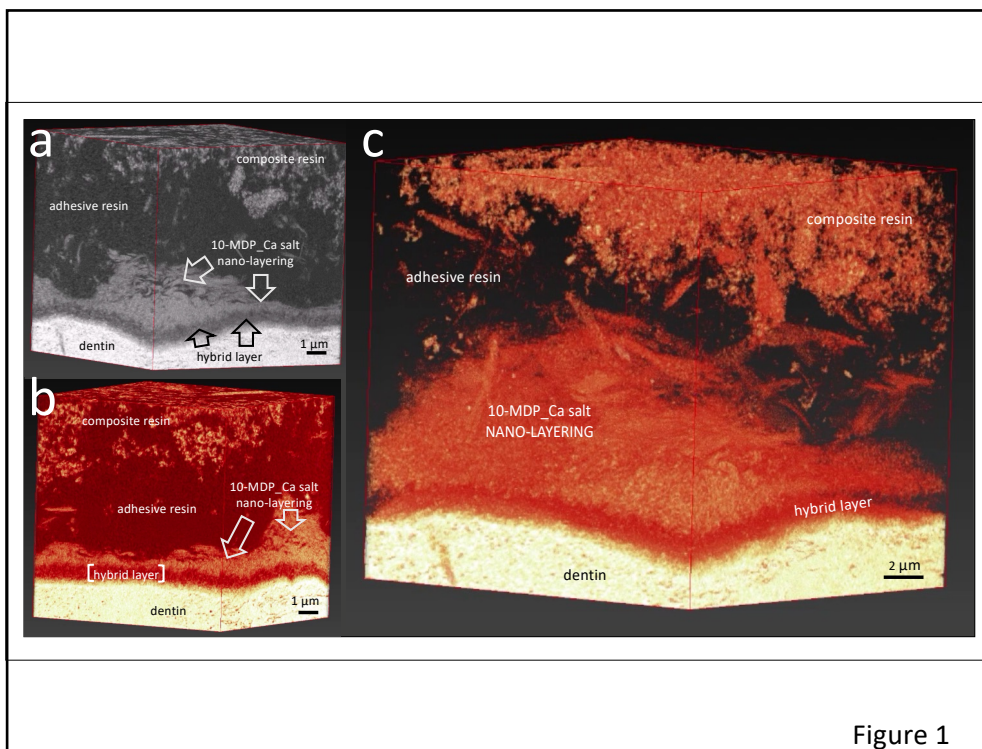 a
composite resin
adhesive resin
10-MDP_Ca salt
nano-layering
dentin
hybrid layer
1 µm
b
composite resin
10-MDP_Ca salt
nano-layering
adhesive resin
[hybrid layer]
dentin
1 µm
c
composite resin
adhesive resin
10-MDP_Ca salt
NANO-LAYERING
hybrid layer
dentin
2 µm
Figure 1